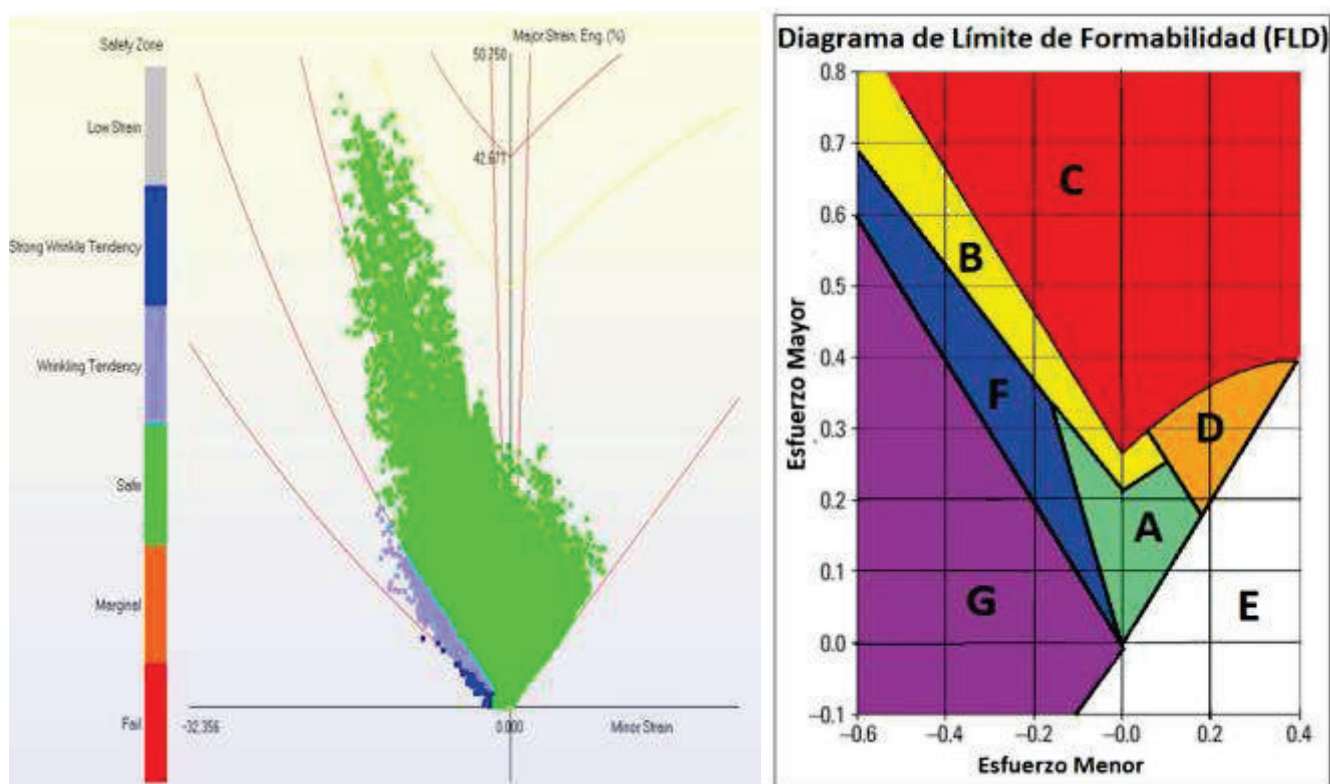 Safety Zone
Low Strain
Strong Wrinkle Tendency
Wrinkling Tendency
Safe
Marginal
Fail
Major Strain, Eng. (%)
50.750
42.677
-32.356
0.000
Minor Strain
Diagrama de Límite de Formabilidad (FLD)
Esfuerzo Mayor
0.8
0.7
0.6
0.5
0.4
0.3
0.2
0.1
0.0
–0.1
C
B
F
D
A
G
E
–0.6
–0.4
–0.2
–0.0
0.2
0.4
Esfuerzo Menor